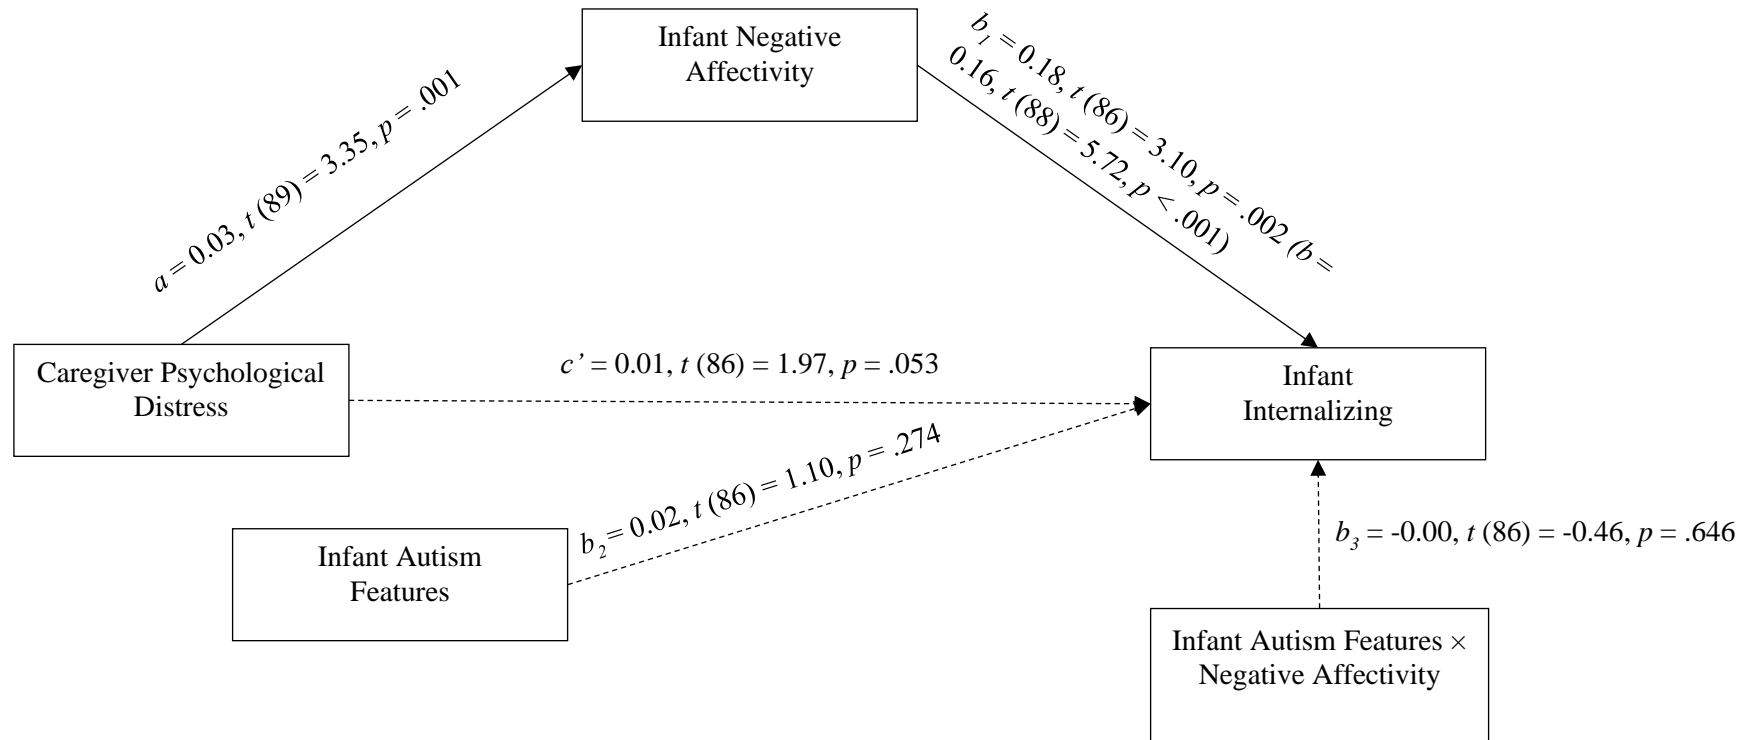 Infant Negative
Affectivity
b₁ = 0.18, t (86) = 3.10, p = .002 (b =
0.16, t (88) = 5.72, p < .001)
a = 0.03, t (89) = 3.35, p = .001
Caregiver Psychological
Distress
c’ = 0.01, t (86) = 1.97, p = .053
Infant
Internalizing
b₂ = 0.02, t (86) = 1.10, p = .274
Infant Autism
Features
b₃ = -0.00, t (86) = -0.46, p = .646
Infant Autism Features ×
Negative Affectivity